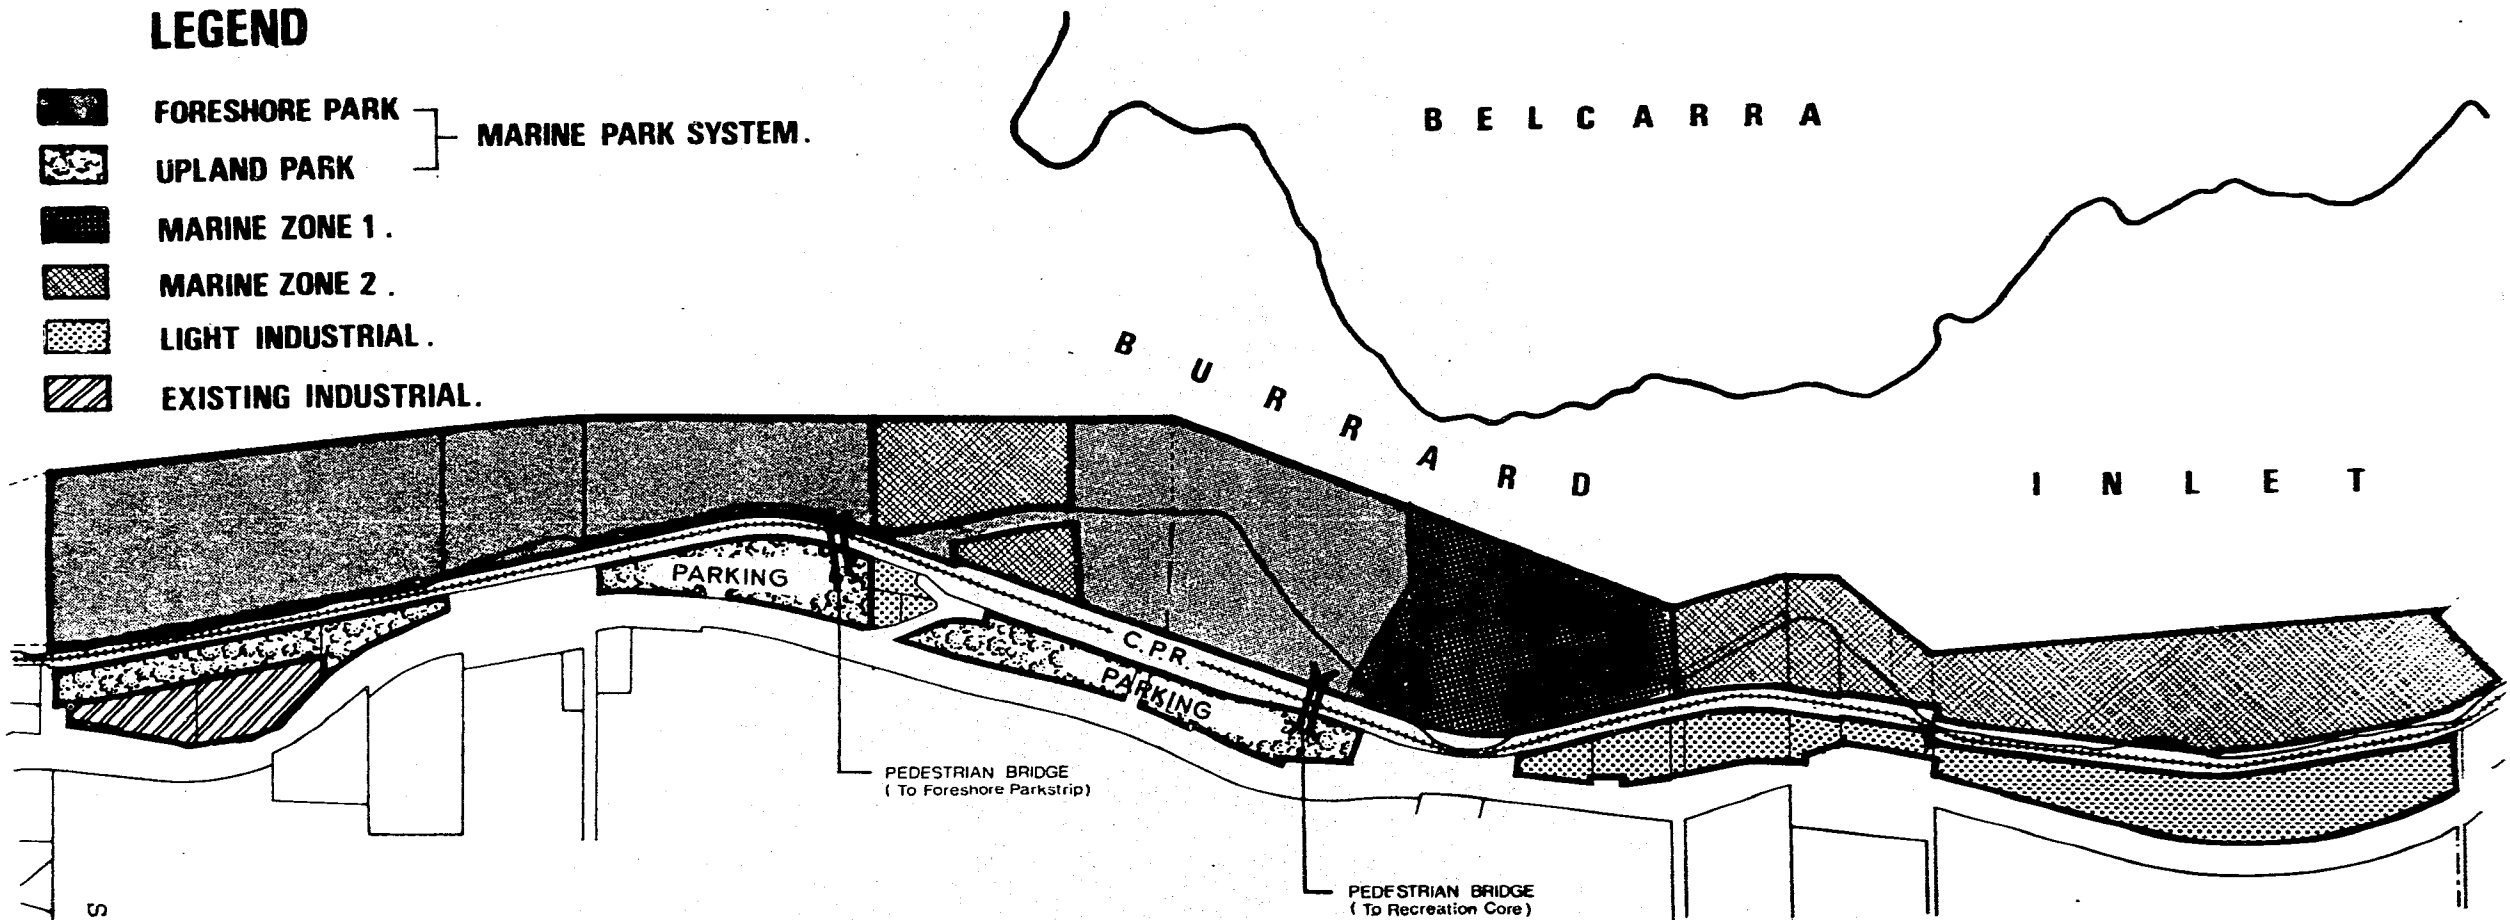 LEGEND
FORESHORE PARK
UPLAND PARK
MARINE PARK SYSTEM.
MARINE ZONE 1.
MARINE ZONE 2.
LIGHT INDUSTRIAL.
EXISTING INDUSTRIAL.
BELCARRA
BURRARD INLET
PARKING
C.P.R.
PARKING
PEDESTRIAN BRIDGE
( To Foreshore Parkstrip)
PEDESTRIAN BRIDGE
( To Recreation Core)
S